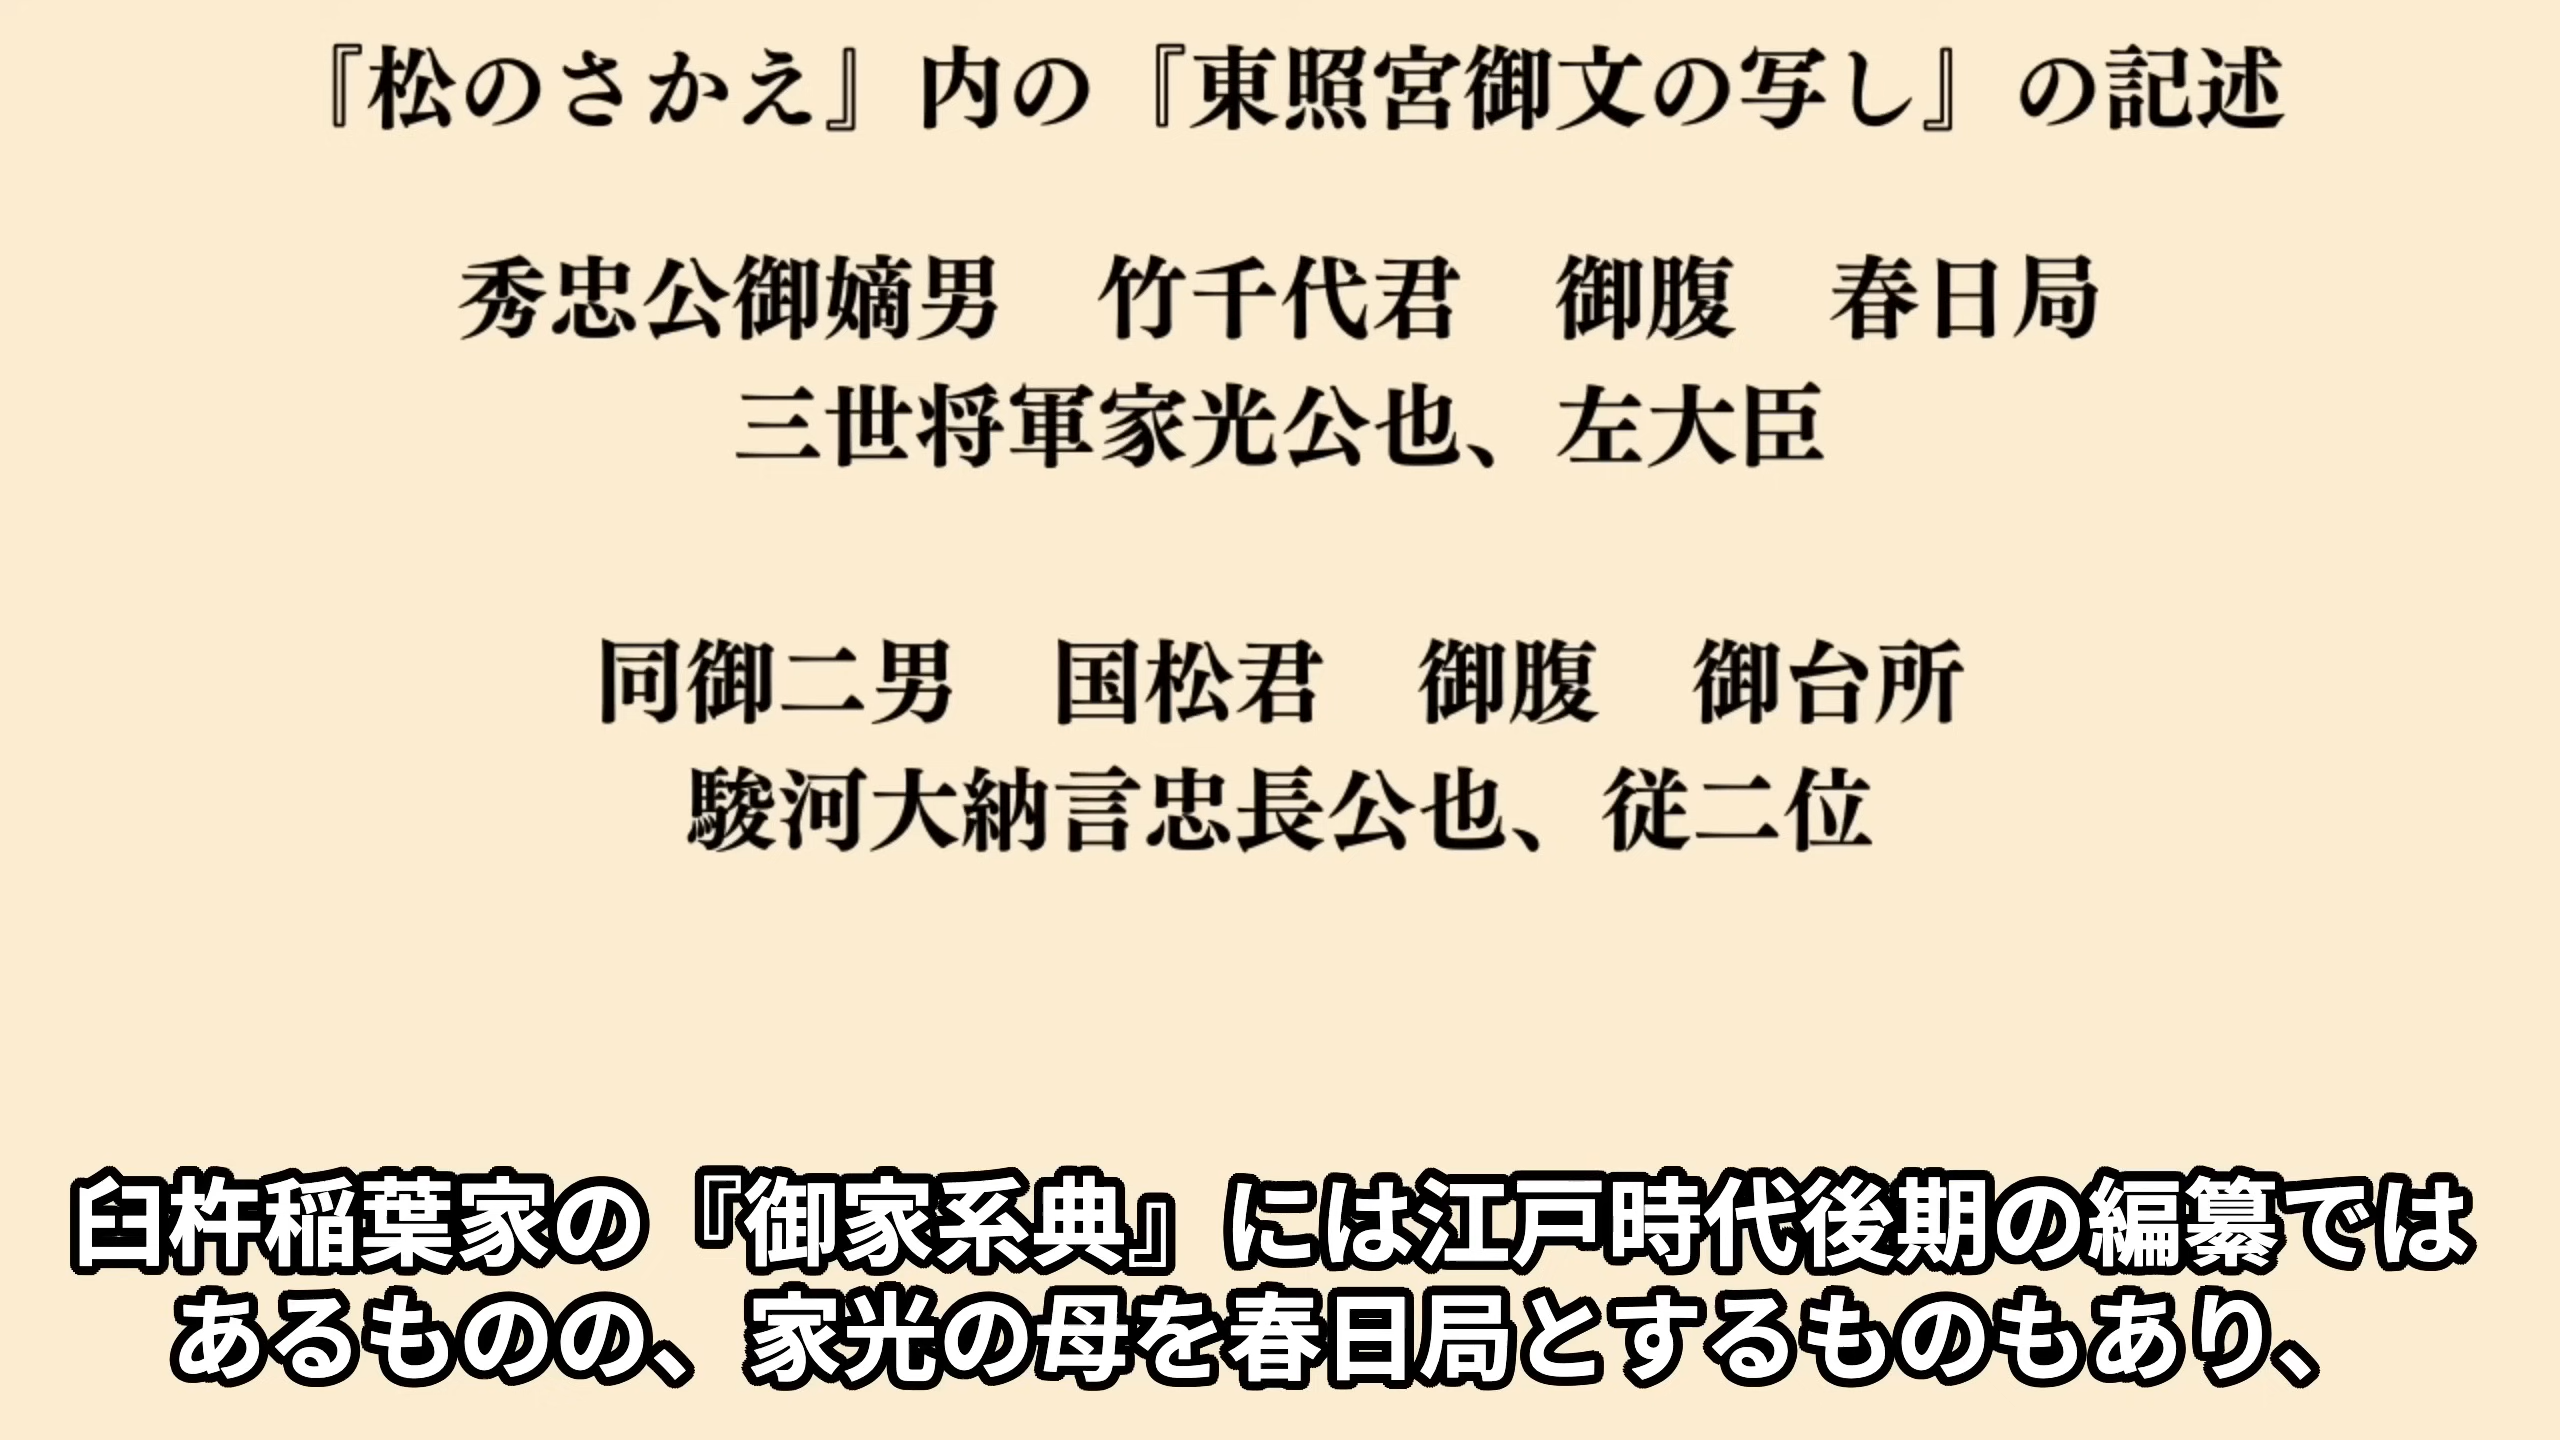 『松のさかえ』内の『東照宮御文の写し』の記述
秀忠公御嫡男　竹千代君　御腹　春日局
三世将軍家光公也、左大臣
同御二男　国松君　御腹　御台所
駿河大納言忠長公也、従二位
臼杵稲葉家の『御家系典』には江戸時代後期の編纂では
あるものの、家光の母を春日局とするものもあり、